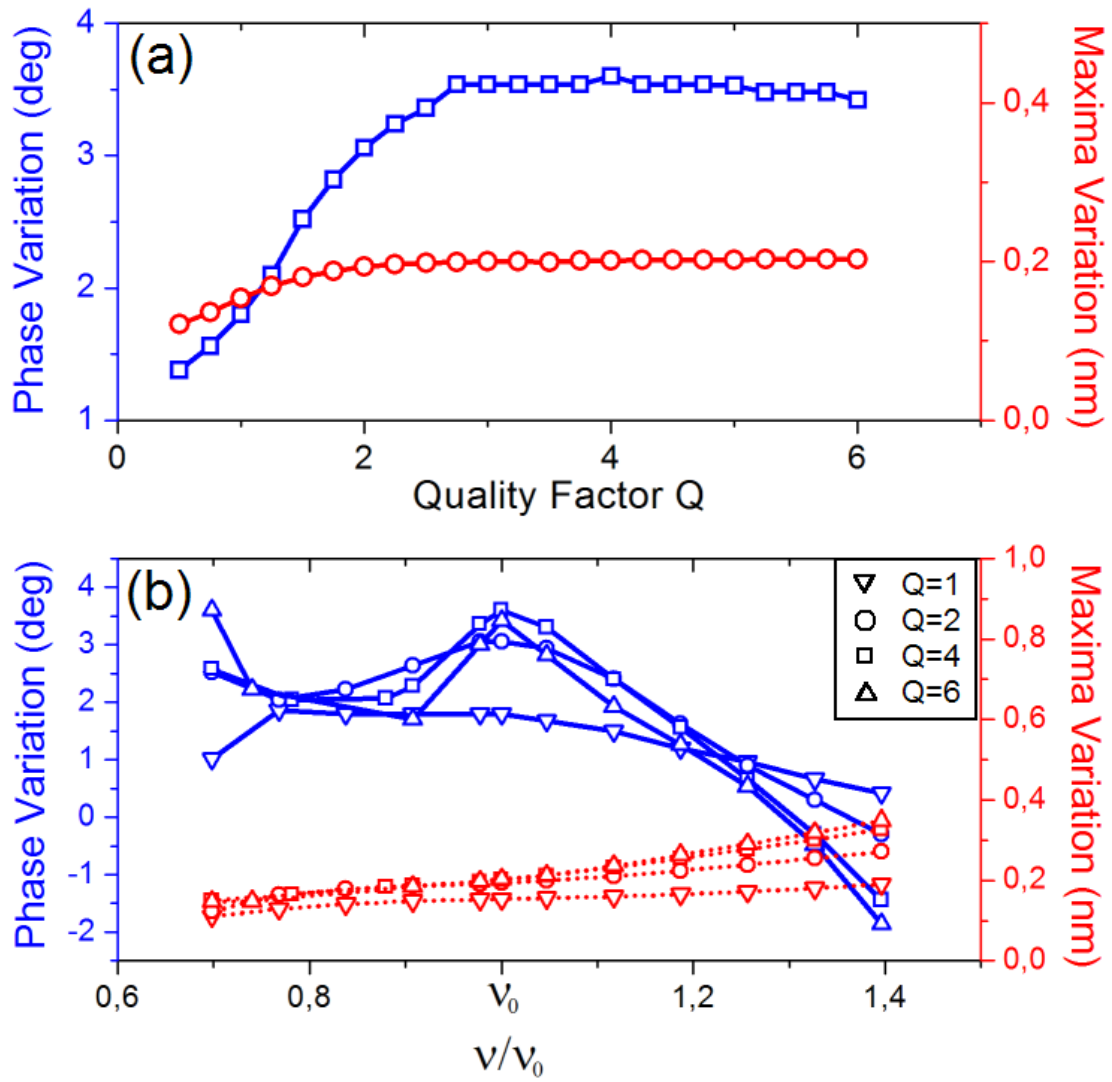 (a)
Phase Variation (deg)
4
3
2
1
Maxima Variation (nm)
0,4
0,2
0,0
0 2 4 6
Quality Factor Q
(b)
Phase Variation (deg)
4
3
2
1
0
-1
-2
Q=1
Q=2
Q=4
Q=6
Maxima Variation (nm)
1,0
0,8
0,6
0,4
0,2
0,0
0,6 0,8 ν₀ 1,2 1,4
ν/ν₀